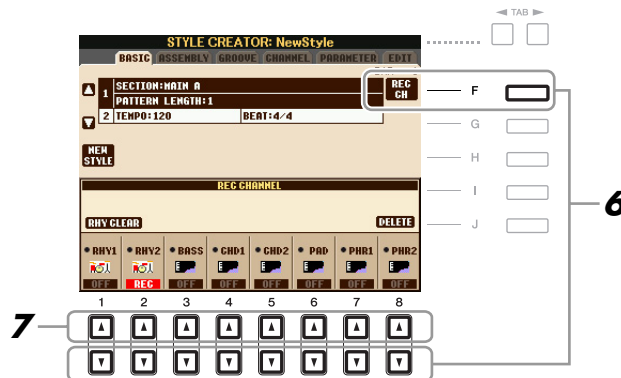 ◄ TAB ►
STYLE CREATOR: NewStyle
BASIC ASSEMBLY GROOVE CHANNEL PARAMETER EDIT
1 SECTION:MAIN A
PATTERN LENGTH:1
REC
CH
F
2 TEMPO:120 BEAT:4/4
G
NEW
STYLE
H
REC CHANNEL
I
RHY CLEAR DELETE
J
6
RHY1 RHY2 BASS CHD1 CHD2 PAD PHR1 PHR2
OFF REC OFF OFF OFF OFF OFF OFF
1 2 3 4 5 6 7 8
7